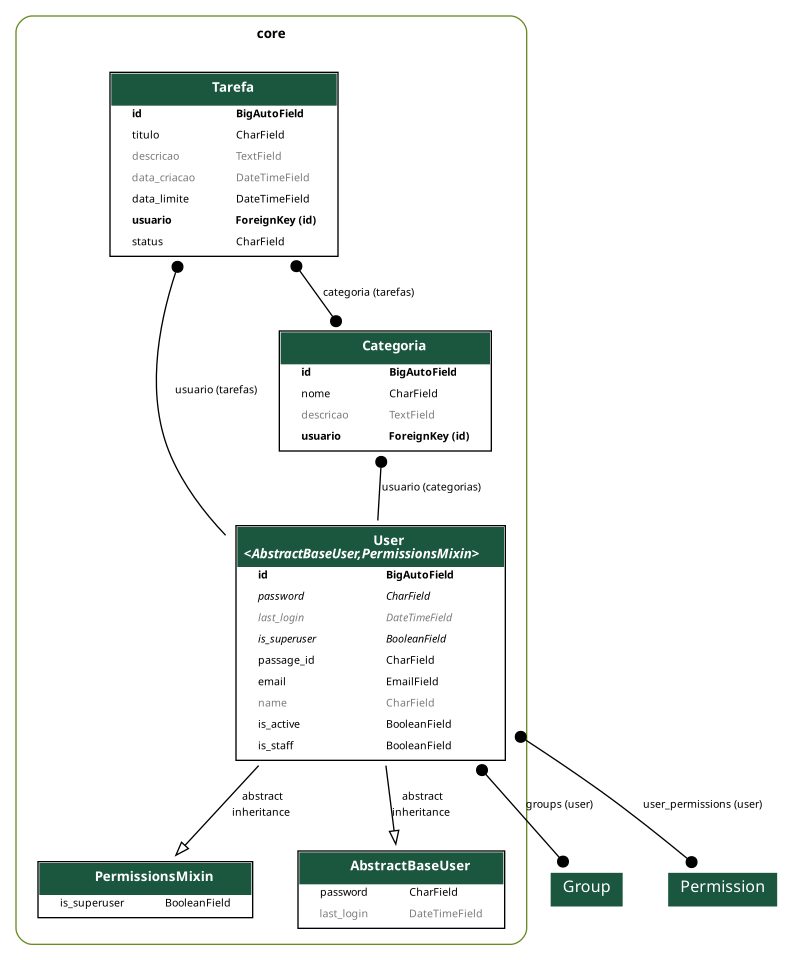 core
Tarefa
id BigAutoField
titulo CharField
descricao TextField
data_criacao DateTimeField
data_limite DateTimeField
usuario ForeignKey (id)
status CharField
categoria (tarefas)
Categoria
id BigAutoField
nome CharField
descricao TextField
usuario ForeignKey (id)
usuario (tarefas)
usuario (categorias)
User
<AbstractBaseUser,PermissionsMixin>
id BigAutoField
password CharField
last_login DateTimeField
is_superuser BooleanField
passage_id CharField
email EmailField
name CharField
is_active BooleanField
is_staff BooleanField
abstract
inheritance
abstract
inheritance
groups (user)
user_permissions (user)
PermissionsMixin
is_superuser BooleanField
AbstractBaseUser
password CharField
last_login DateTimeField
Group
Permission